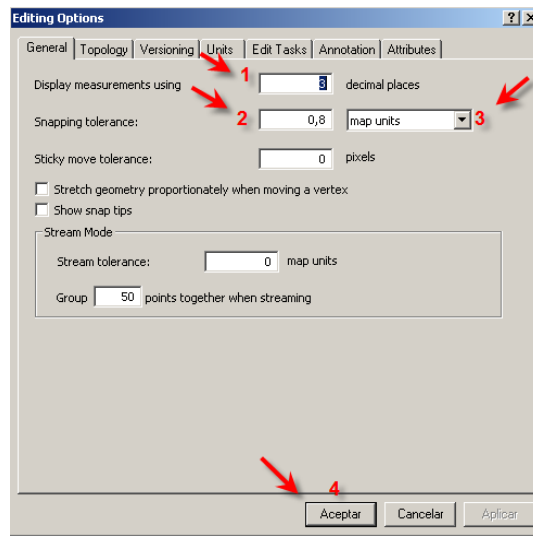 Editing Options
General Topology Versioning Units Edit Tasks Annotation Attributes
Display measurements using 1 3 decimal places
Snapping tolerance: 2 0,8 map units 3
Sticky move tolerance: 0 pixels
Stretch geometry proportionately when moving a vertex
Show snap tips
Stream Mode
Stream tolerance: 0 map units
Group 50 points together when streaming
4
Aceptar Cancelar Aplicar